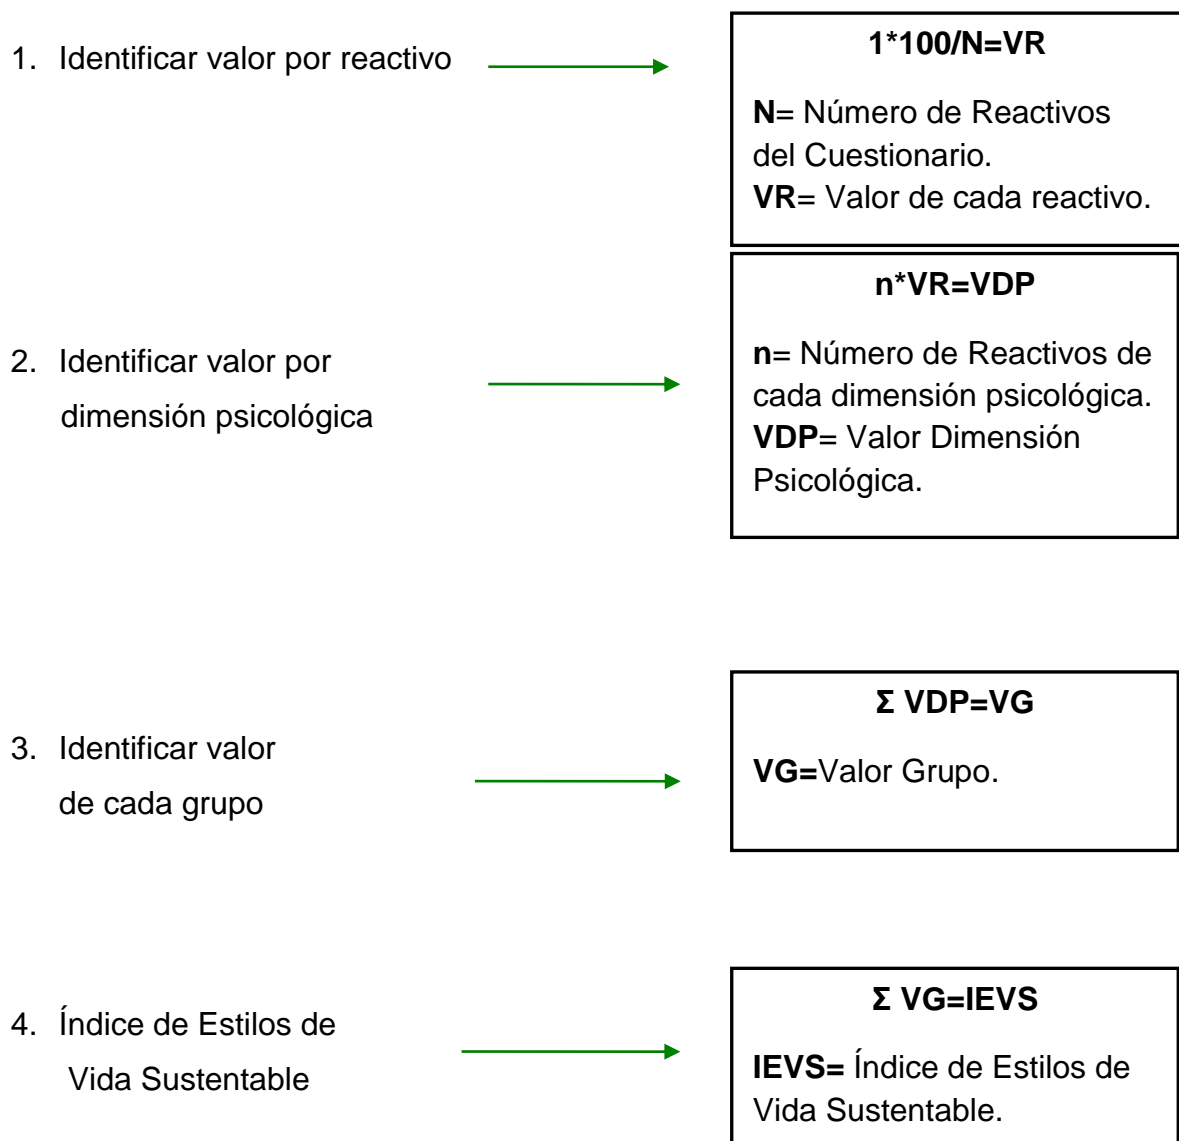 1. Identificar valor por reactivo
1*100/N=VR
N= Número de Reactivos
del Cuestionario.
VR= Valor de cada reactivo.
2. Identificar valor por
dimensión psicológica
n*VR=VDP
n= Número de Reactivos de
cada dimensión psicológica.
VDP= Valor Dimensión
Psicológica.
3. Identificar valor
de cada grupo
Σ VDP=VG
VG=Valor Grupo.
4. Índice de Estilos de
Vida Sustentable
Σ VG=IEVS
IEVS= Índice de Estilos de
Vida Sustentable.